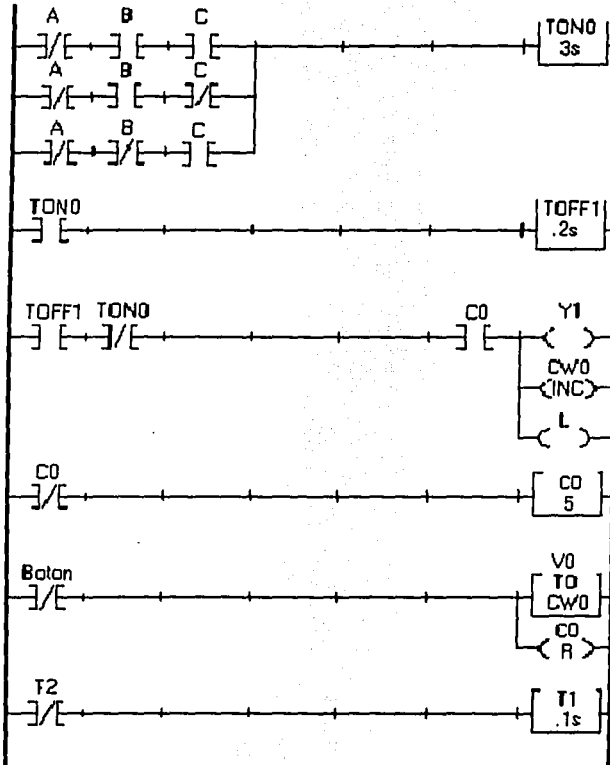 A B C
TON0
3s
A B C
A B C
TON0
TOFF1
.2s
TOFF1 TON0 C0 Y1
CW0
INC
L
C0
C0
5
Boton
V0
TO
CW0
C0
R
T2
T1
.1s